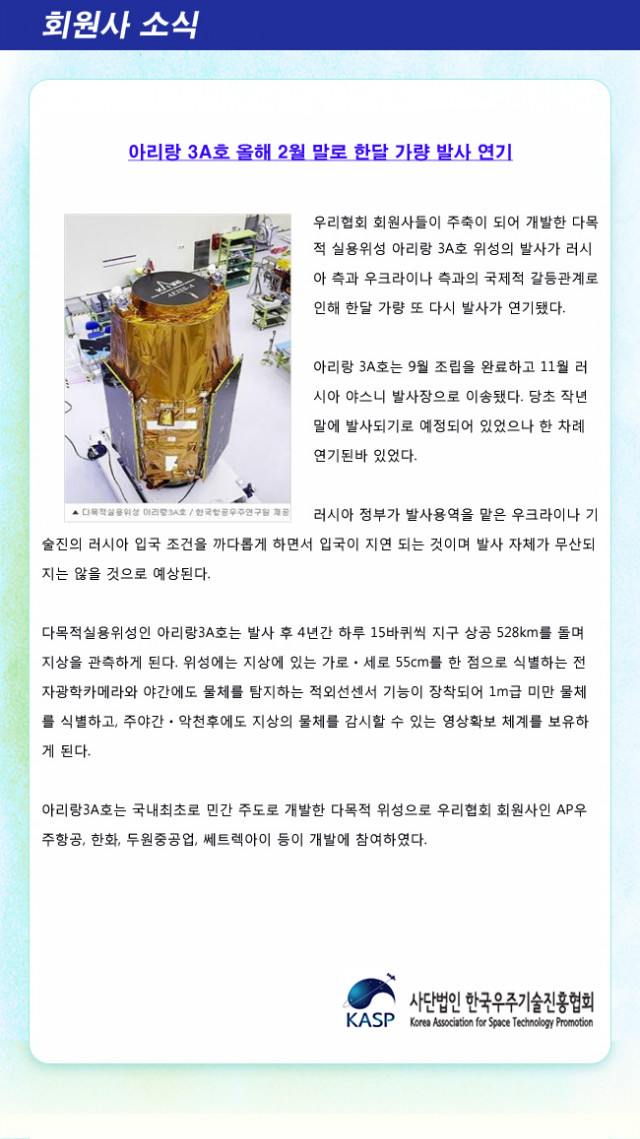 회원사 소식
아리랑 3A호 올해 2월 말로 한달 가량 발사 연기
우리협회 회원사들이 주축이 되어 개발한 다목
적 실용위성 아리랑 3A호 위성의 발사가 러시
아 측과 우크라이나 측과의 국제적 갈등관계로
인해 한달 가량 또 다시 발사가 연기됐다.
아리랑 3A호는 9월 조립을 완료하고 11월 러
시아 야스니 발사장으로 이송됐다. 당초 작년
말에 발사되기로 예정되어 있었으나 한 차례
연기된바 있었다.
▲ 다목적실용위성 아리랑3A호 / 한국항공우주연구원 제공
러시아 정부가 발사용역을 맡은 우크라이나 기
술진의 러시아 입국 조건을 까다롭게 하면서 입국이 지연 되는 것이며 발사 자체가 무산되
지는 않을 것으로 예상된다.
다목적실용위성인 아리랑3A호는 발사 후 4년간 하루 15바퀴씩 지구 상공 528km를 돌며
지상을 관측하게 된다. 위성에는 지상에 있는 가로・세로 55cm를 한 점으로 식별하는 전
자광학카메라와 야간에도 물체를 탐지하는 적외선센서 기능이 장착되어 1m급 미만 물체
를 식별하고, 주야간・악천후에도 지상의 물체를 감시할 수 있는 영상확보 체계를 보유하
게 된다.
아리랑3A호는 국내최초로 민간 주도로 개발한 다목적 위성으로 우리협회 회원사인 AP우
주항공, 한화, 두원중공업, 쎄트렉아이 등이 개발에 참여하였다.
KASP
사단법인 한국우주기술진흥협회
Korea Association for Space Technology Promotion